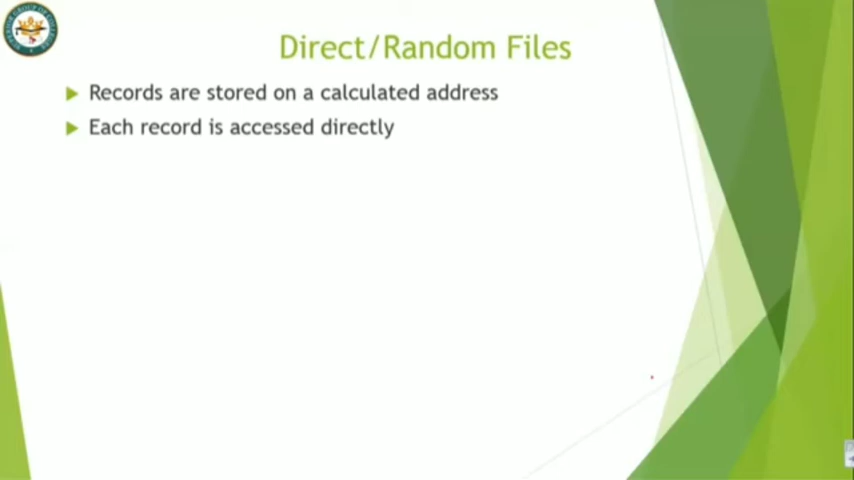 Direct/Random Files
Records are stored on a calculated address
Each record is accessed directly